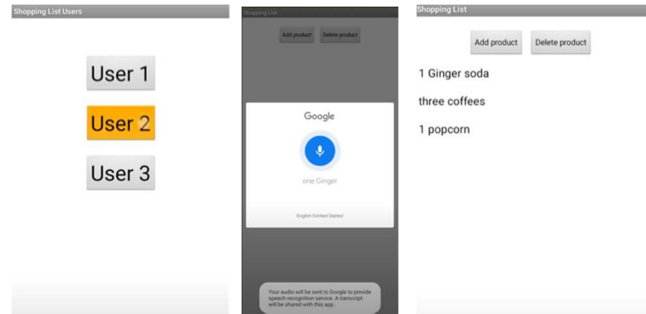 Shopping List Users
User 1
User 2
User 3
Shopping List
Add product
Delete product
Google
one Ginger
English (United States)
Your audio will be sent to Google to provide
speech recognition service. A transcript
will be shared with this app.
Shopping List
Add product
Delete product
1 Ginger soda
three coffees
1 popcorn